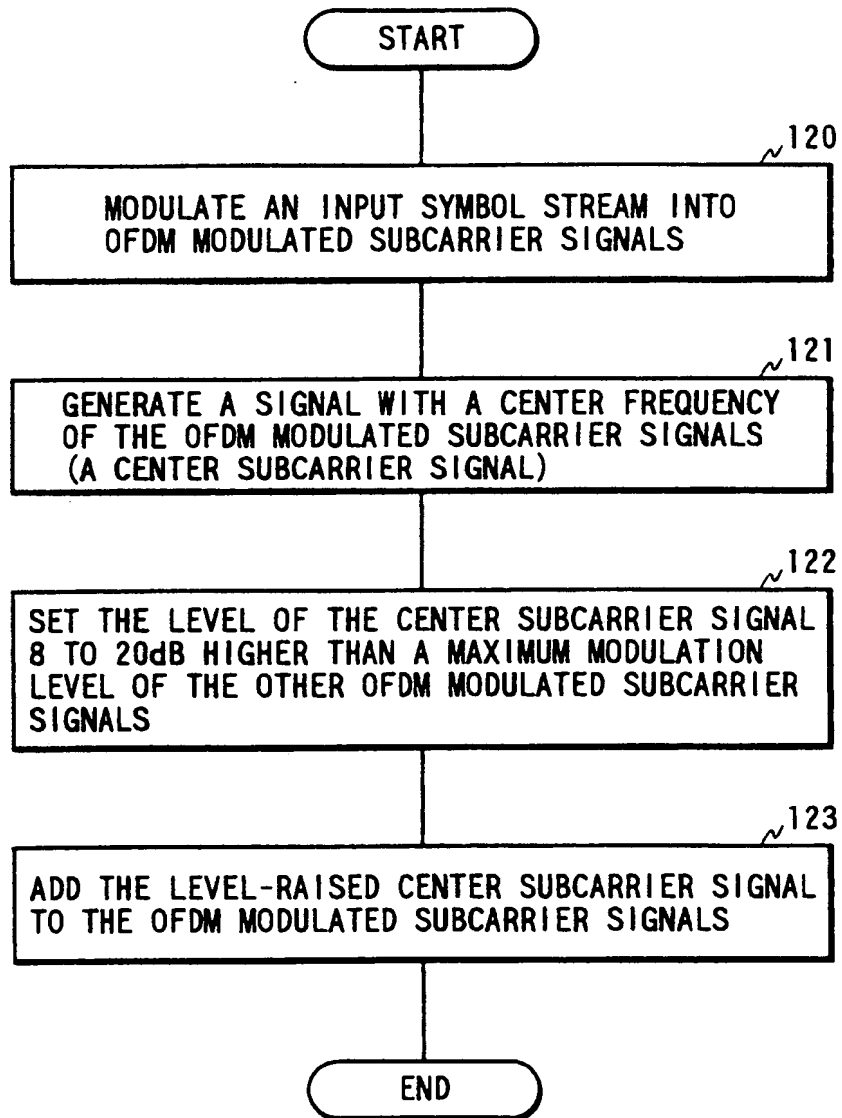 START
120
MODULATE AN INPUT SYMBOL STREAM INTO
OFDM MODULATED SUBCARRIER SIGNALS
121
GENERATE A SIGNAL WITH A CENTER FREQUENCY
OF THE OFDM MODULATED SUBCARRIER SIGNALS
(A CENTER SUBCARRIER SIGNAL)
122
SET THE LEVEL OF THE CENTER SUBCARRIER SIGNAL
8 TO 20dB HIGHER THAN A MAXIMUM MODULATION
LEVEL OF THE OTHER OFDM MODULATED SUBCARRIER
SIGNALS
123
ADD THE LEVEL-RAISED CENTER SUBCARRIER SIGNAL
TO THE OFDM MODULATED SUBCARRIER SIGNALS
END